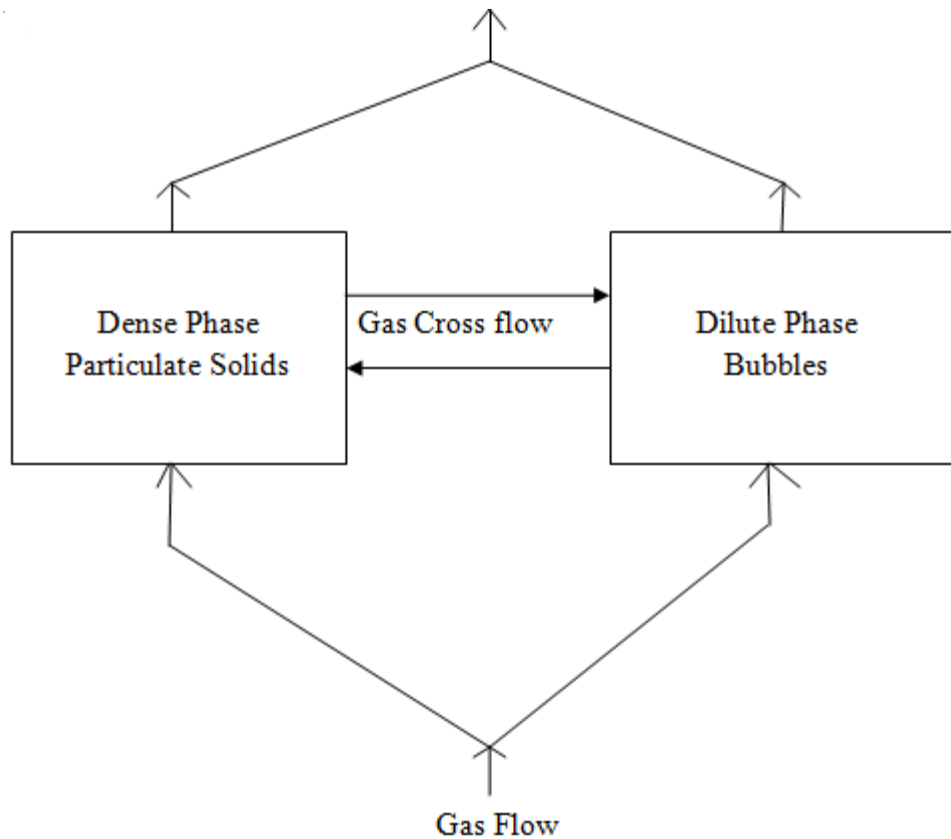 Dense Phase
Particulate Solids
Gas Cross flow
Dilute Phase
Bubbles
Gas Flow